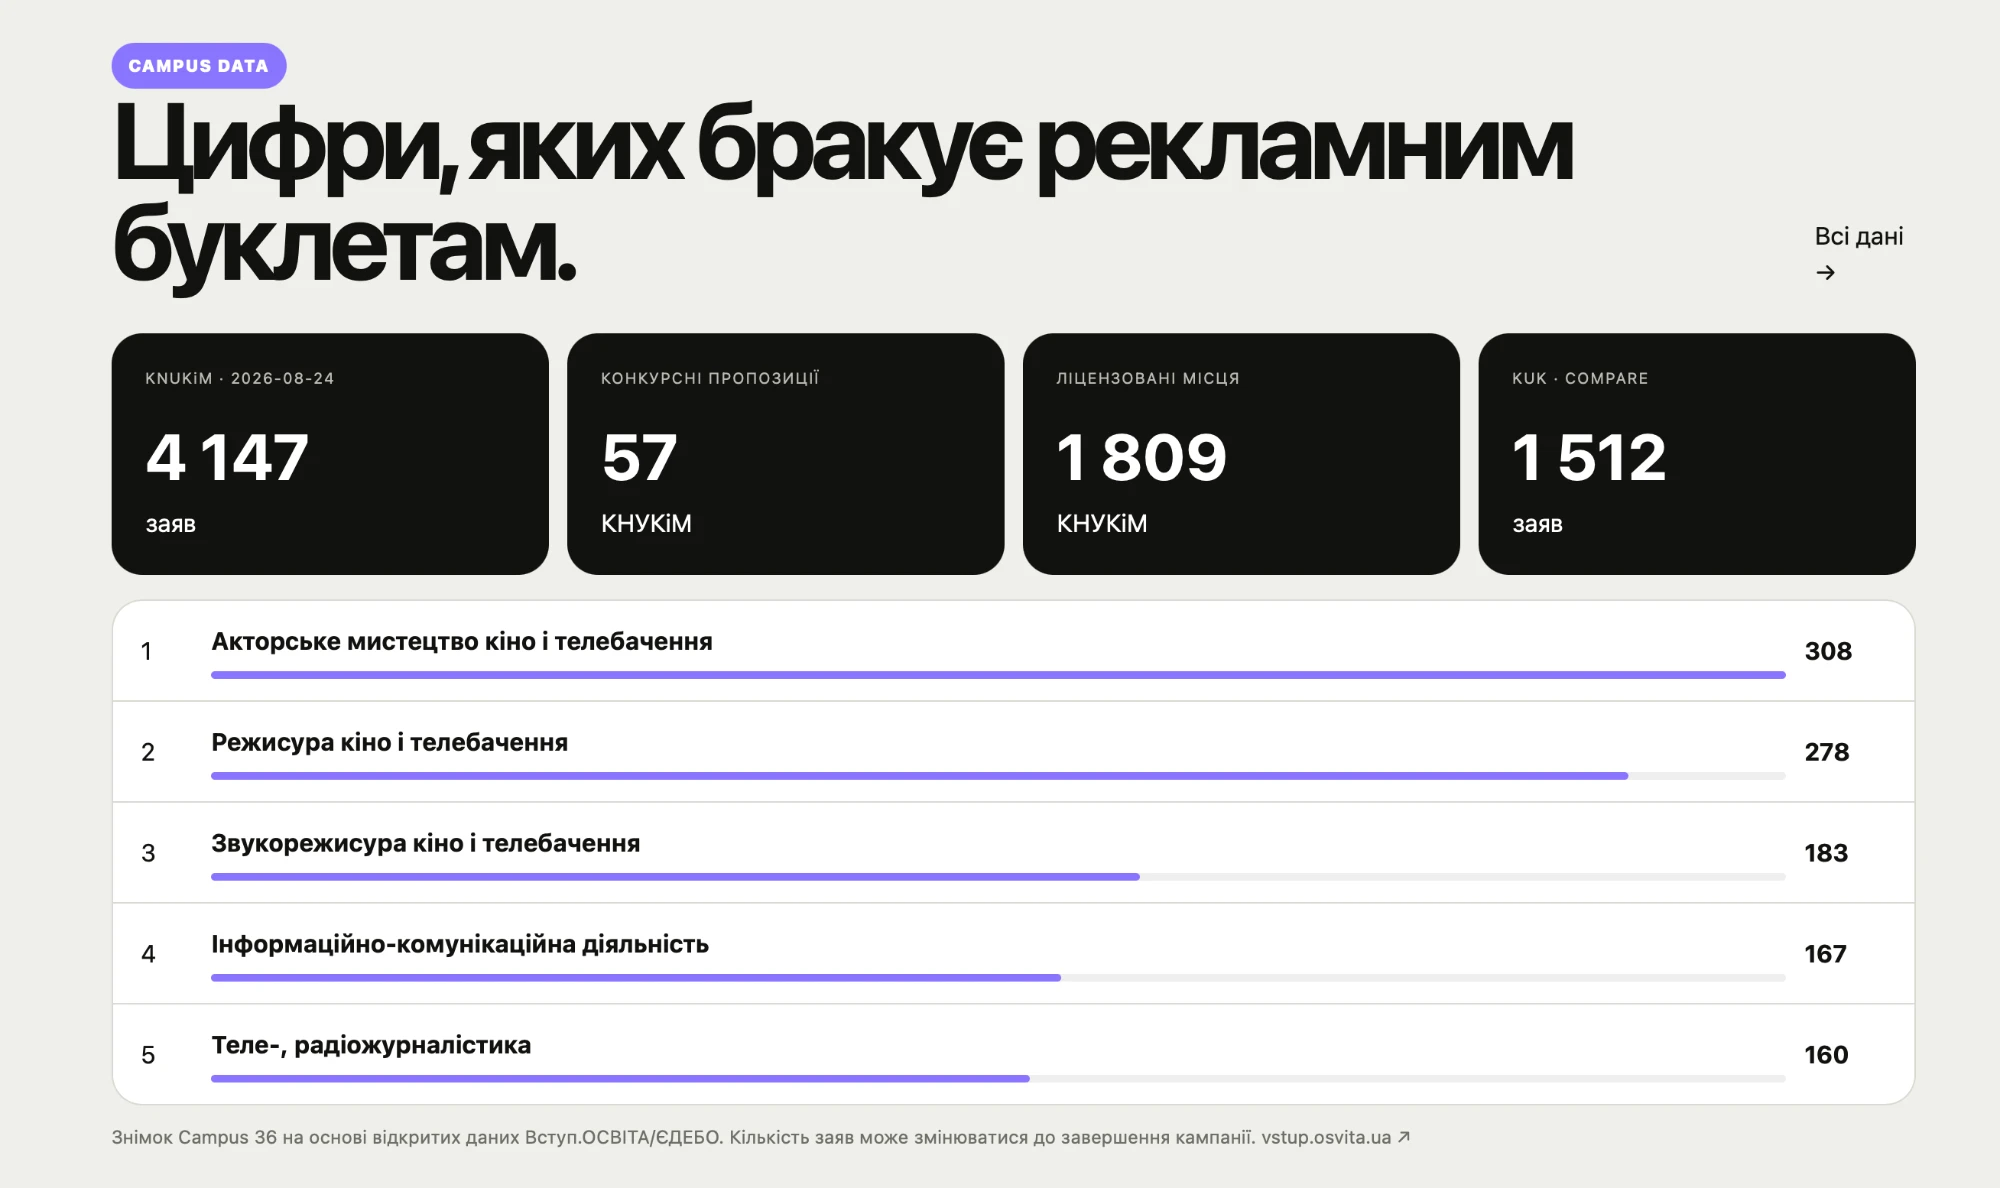 CAMPUS DATA
Цифри, яких бракує рекламним
буклетам.
Всі дані
→
KNUKiM · 2026-08-24
4 147
заяв
КОНКУРСНІ ПРОПОЗИЦІЇ
57
КНУКіМ
ЛІЦЕНЗОВАНІ МІСЦЯ
1 809
КНУКіМ
KUK · COMPARE
1 512
заяв
1
Акторське мистецтво кіно і телебачення
308
2
Режисура кіно і телебачення
278
3
Звукорежисура кіно і телебачення
183
4
Інформаційно-комунікаційна діяльність
167
5
Теле-, радіожурналістика
160
Знімок Campus 36 на основі відкритих даних Вступ.ОСВІТА/ЄДЕБО. Кількість заяв може змінюватися до завершення кампанії. vstup.osvita.ua ↗